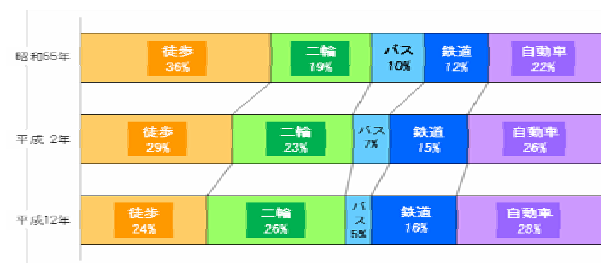 昭和55年
徒歩 二輪 バス 鉄道 自動車
36% 19% 10% 12% 22%
平成 2年
徒歩 二輪 バス 鉄道 自動車
29% 23% 7% 15% 26%
平成12年
徒歩 二輪 バス 鉄道 自動車
24% 26% 5% 16% 28%